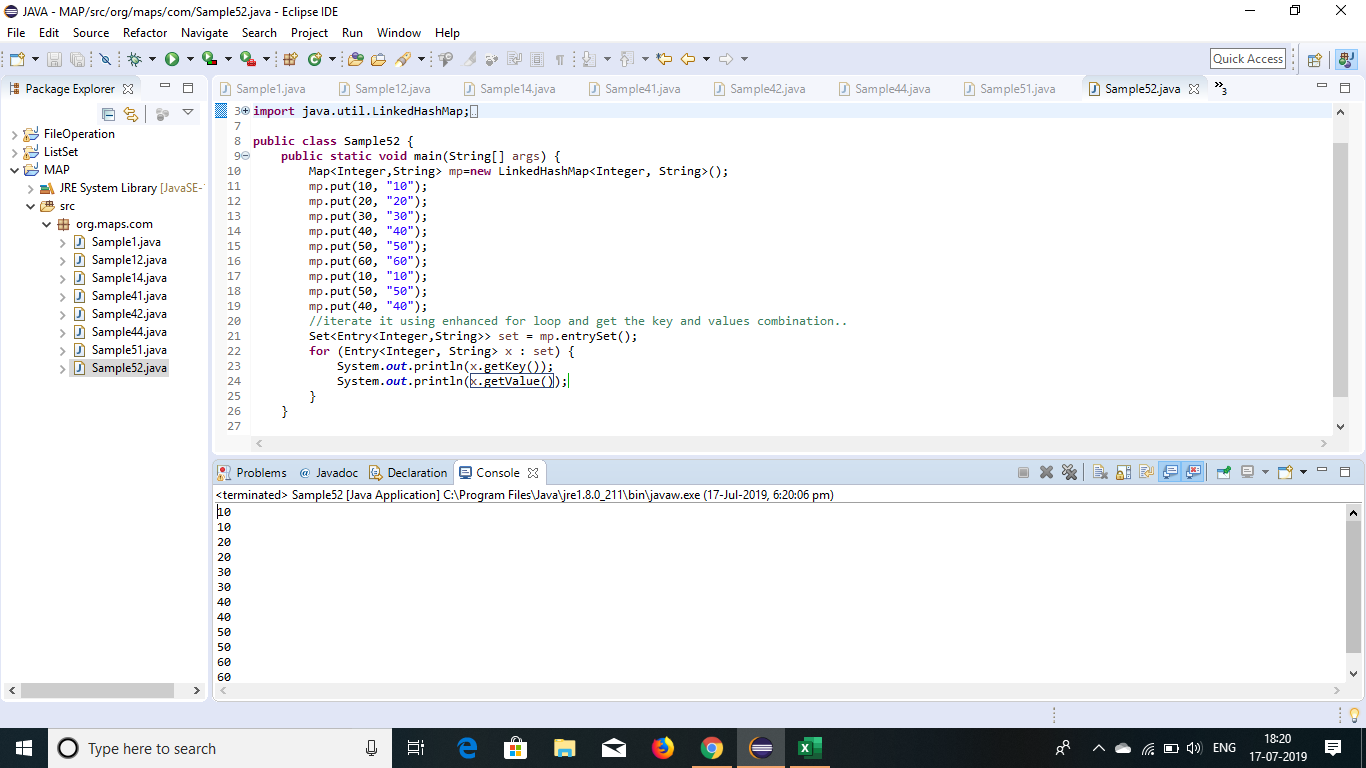 JAVA - MAP/src/org/maps/com/Sample52.java - Eclipse IDE
File Edit Source Refactor Navigate Search Project Run Window Help
Quick Access
Package Explorer
Sample1.java Sample12.java Sample14.java Sample41.java Sample42.java Sample44.java Sample51.java Sample52.java »3
FileOperation
ListSet
MAP
JRE System Library [JavaSE-
src
org.maps.com
Sample1.java
Sample12.java
Sample14.java
Sample41.java
Sample42.java
Sample44.java
Sample51.java
Sample52.java
3 import java.util.LinkedHashMap;
7
8 public class Sample52 {
9 public static void main(String[] args) {
10 Map<Integer,String> mp=new LinkedHashMap<Integer, String>();
11 mp.put(10, "10");
12 mp.put(20, "20");
13 mp.put(30, "30");
14 mp.put(40, "40");
15 mp.put(50, "50");
16 mp.put(60, "60");
17 mp.put(10, "10");
18 mp.put(50, "50");
19 mp.put(40, "40");
20 //iterate it using enhanced for loop and get the key and values combination..
21 Set<Entry<Integer,String>> set = mp.entrySet();
22 for (Entry<Integer, String> x : set) {
23 System.out.println(x.getKey());
24 System.out.println(x.getValue());
25 }
26 }
27
Problems @ Javadoc Declaration Console
<terminated> Sample52 [Java Application] C:\Program Files\Java\jre1.8.0_211\bin\javaw.exe (17-Jul-2019, 6:20:06 pm)
10
10
20
20
30
30
40
40
50
50
60
60
Type here to search
ENG
18:20
17-07-2019